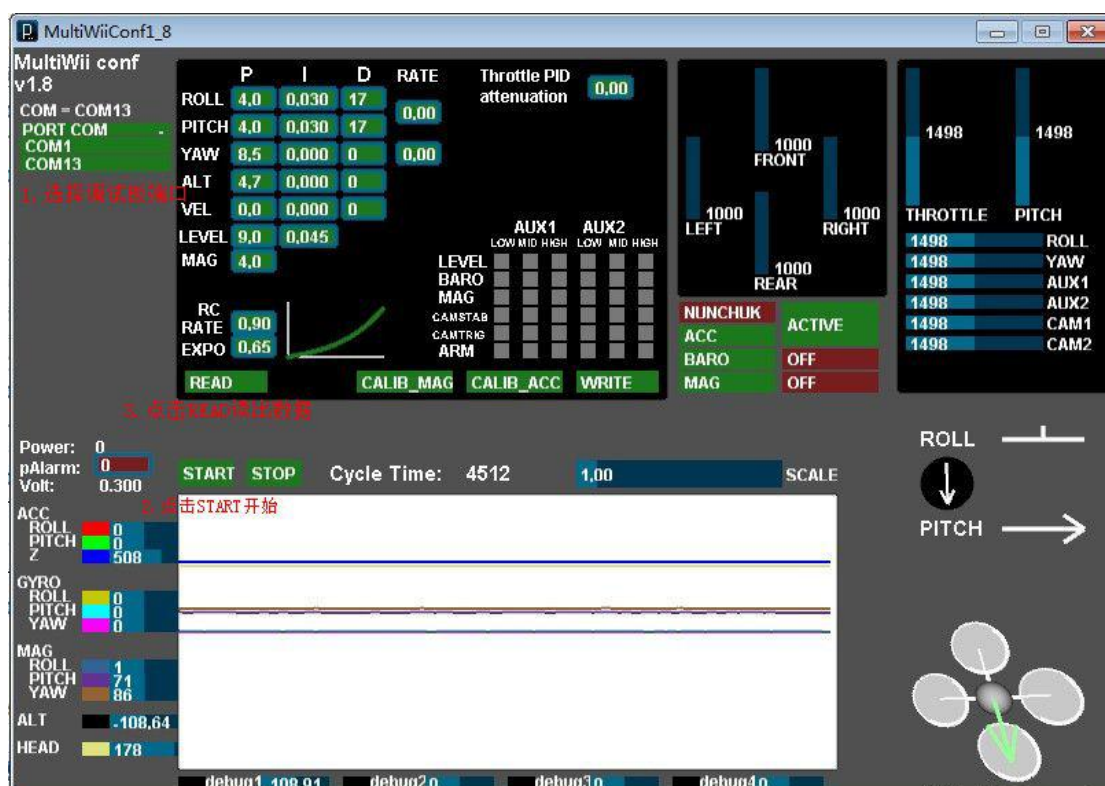 MultiWiiConf1_8
MultiWii conf
v1.8
COM = COM13
PORT COM -
COM1
COM13
1.选择调试的端口
P I D RATE
ROLL 4,0 0,030 17
0,00
PITCH 4,0 0,030 17
YAW 8,5 0,000 0 0,00
ALT 4,7 0,000 0
VEL 0,0 0,000 0
LEVEL 9,0 0,045
MAG 4,0
Throttle PID
attenuation 0,00
AUX1 AUX2
LOW MID HIGH LOW MID HIGH
LEVEL
BARO
MAG
CAMSTAB
CAMTRIG
ARM
RC
RATE 0,90
EXPO 0,65
READ CALIB_MAG CALIB_ACC WRITE
3.点击READ读出数据
1000
FRONT
1000
LEFT
1000
RIGHT
1000
REAR
NUNCHUK
ACC ACTIVE
BARO OFF
MAG OFF
1498 1498
THROTTLE PITCH
1498 ROLL
1498 YAW
1498 AUX1
1498 AUX2
1498 CAM1
1498 CAM2
Power: 0
pAlarm: 0
Volt: 0.300
START STOP Cycle Time: 4512 1,00 SCALE
2.点击START开始
ROLL
PITCH
ACC
ROLL 0
PITCH 0
Z 508
GYRO
ROLL 0
PITCH 0
YAW 0
MAG
ROLL 1
PITCH 71
YAW 86
ALT -108,64
HEAD 178
debug1 -108,91 debug2 0 debug3 0 debug4 0